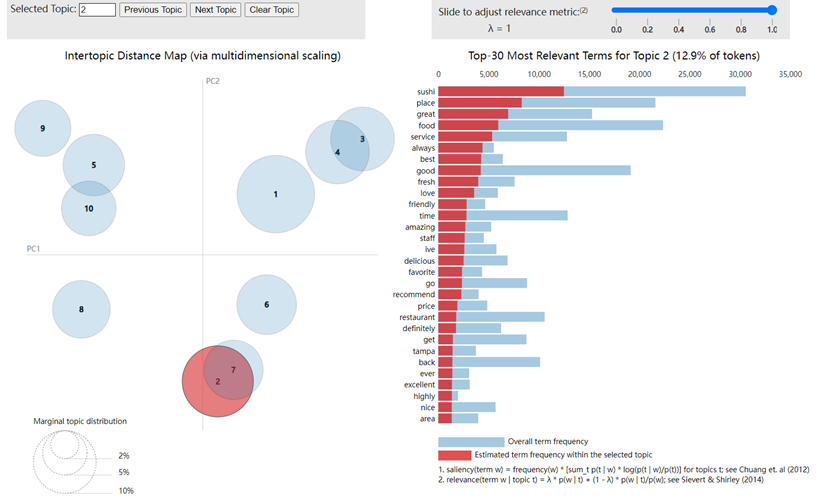 Selected Topic: 2 Previous Topic Next Topic Clear Topic
Slide to adjust relevance metric:(2)
λ = 1
0.0 0.2 0.4 0.6 0.8 1.0
Intertopic Distance Map (via multidimensional scaling)
PC2
PC1
9
5
10
3
4
1
8
6
7
2
Marginal topic distribution
2%
5%
10%
Top-30 Most Relevant Terms for Topic 2 (12.9% of tokens)
0 5,000 10,000 15,000 20,000 25,000 30,000 35,000
sushi
place
great
food
service
always
best
good
fresh
love
friendly
time
amazing
staff
ive
delicious
favorite
go
recommend
price
restaurant
definitely
get
tampa
back
ever
excellent
highly
nice
area
Overall term frequency
Estimated term frequency within the selected topic
1. saliency(term w) = frequency(w) * [sum_t p(t | w) * log(p(t | w)/p(t))] for topics t; see Chuang et. al (2012)
2. relevance(term w | topic t) = λ * p(w | t) + (1 - λ) * p(w | t)/p(w); see Sievert & Shirley (2014)